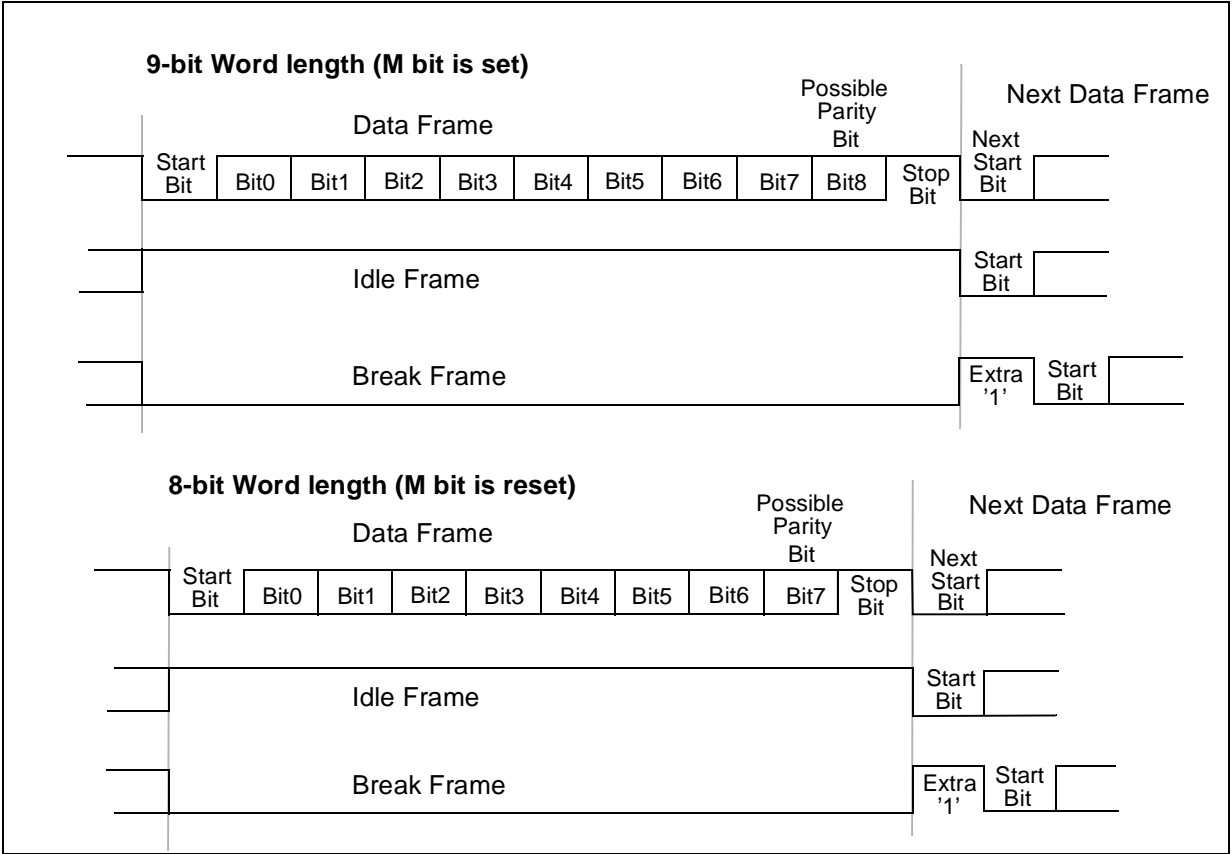 9-bit Word length (M bit is set)
Possible
Parity
Bit
Next Data Frame
Data Frame
Next
Start
Bit
Start
Bit
Bit0
Bit1
Bit2
Bit3
Bit4
Bit5
Bit6
Bit7
Bit8
Stop
Bit
Idle Frame
Start
Bit
Break Frame
Extra
'1'
Start
Bit
8-bit Word length (M bit is reset)
Possible
Parity
Bit
Next Data Frame
Data Frame
Next
Start
Bit
Start
Bit
Bit0
Bit1
Bit2
Bit3
Bit4
Bit5
Bit6
Bit7
Stop
Bit
Idle Frame
Start
Bit
Break Frame
Extra
'1'
Start
Bit